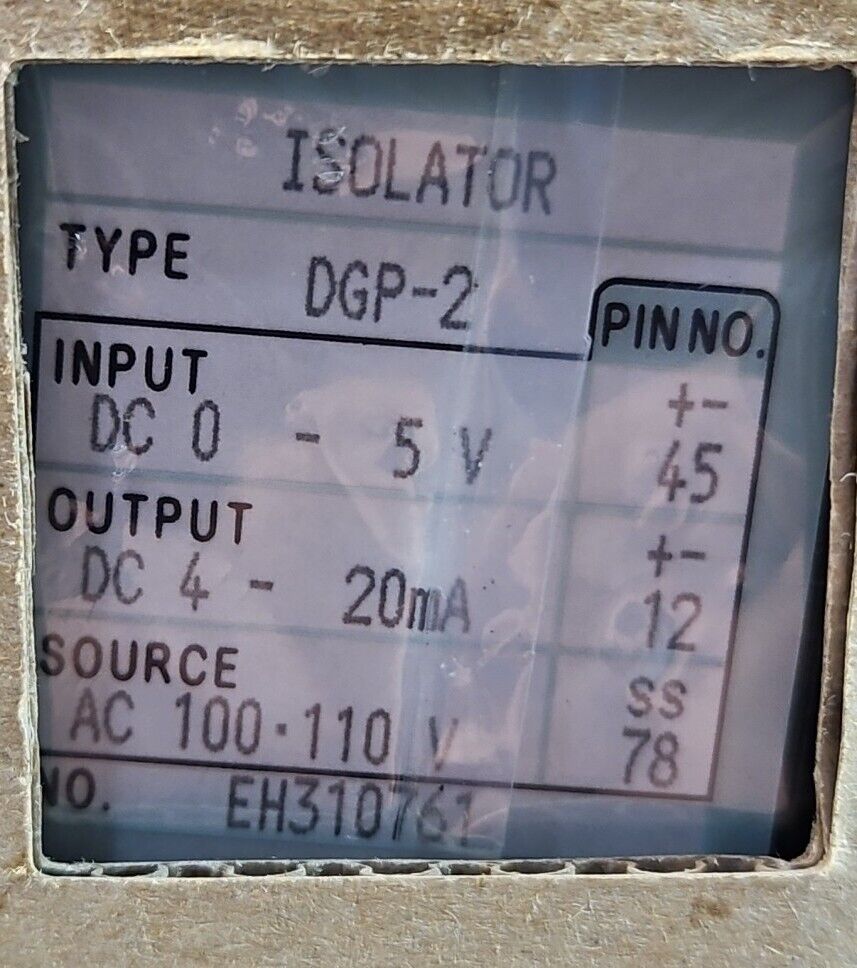 ISOLATOR
TYPE DGP-2
PIN NO.
INPUT + -
DC 0 - 5 V 45
OUTPUT + -
DC 4 - 20mA 12
SOURCE SS
AC 100·110 V 78
NO. EH310761